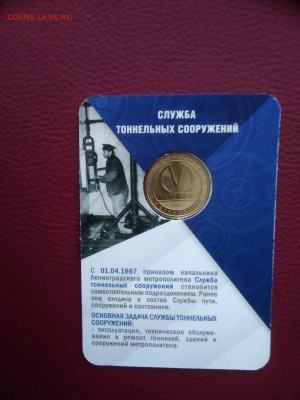 COINS.LAVE.RU
СЛУЖБА
ТОННЕЛЬНЫХ СООРУЖЕНИЙ
С 01.04.1967 приказом начальника
Ленинградского метрополитена Служба
тоннельных сооружений становится
самостоятельным подразделением. Ранее
она входила в состав Службы пути,
сооружений и сантехники.
ОСНОВНАЯ ЗАДАЧА СЛУЖБЫ ТОННЕЛЬНЫХ
СООРУЖЕНИЙ:
- эксплуатация, техническое обслужи-
вание и ремонт тоннелей, зданий и
сооружений метрополитена.